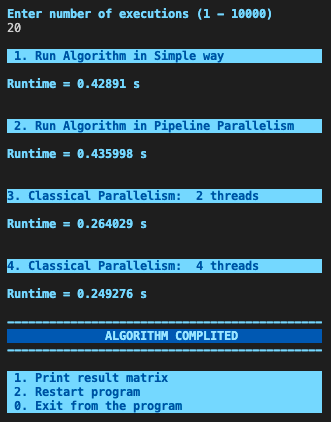 Enter number of executions (1 - 10000)
20
1. Run Algorithm in Simple way
Runtime = 0.42891 s
2. Run Algorithm in Pipeline Parallelism
Runtime = 0.435998 s
3. Classical Parallelism:  2 threads
Runtime = 0.264029 s
4. Classical Parallelism:  4 threads
Runtime = 0.249276 s
ALGORITHM COMPLITED
1. Print result matrix
2. Restart program
0. Exit from the program